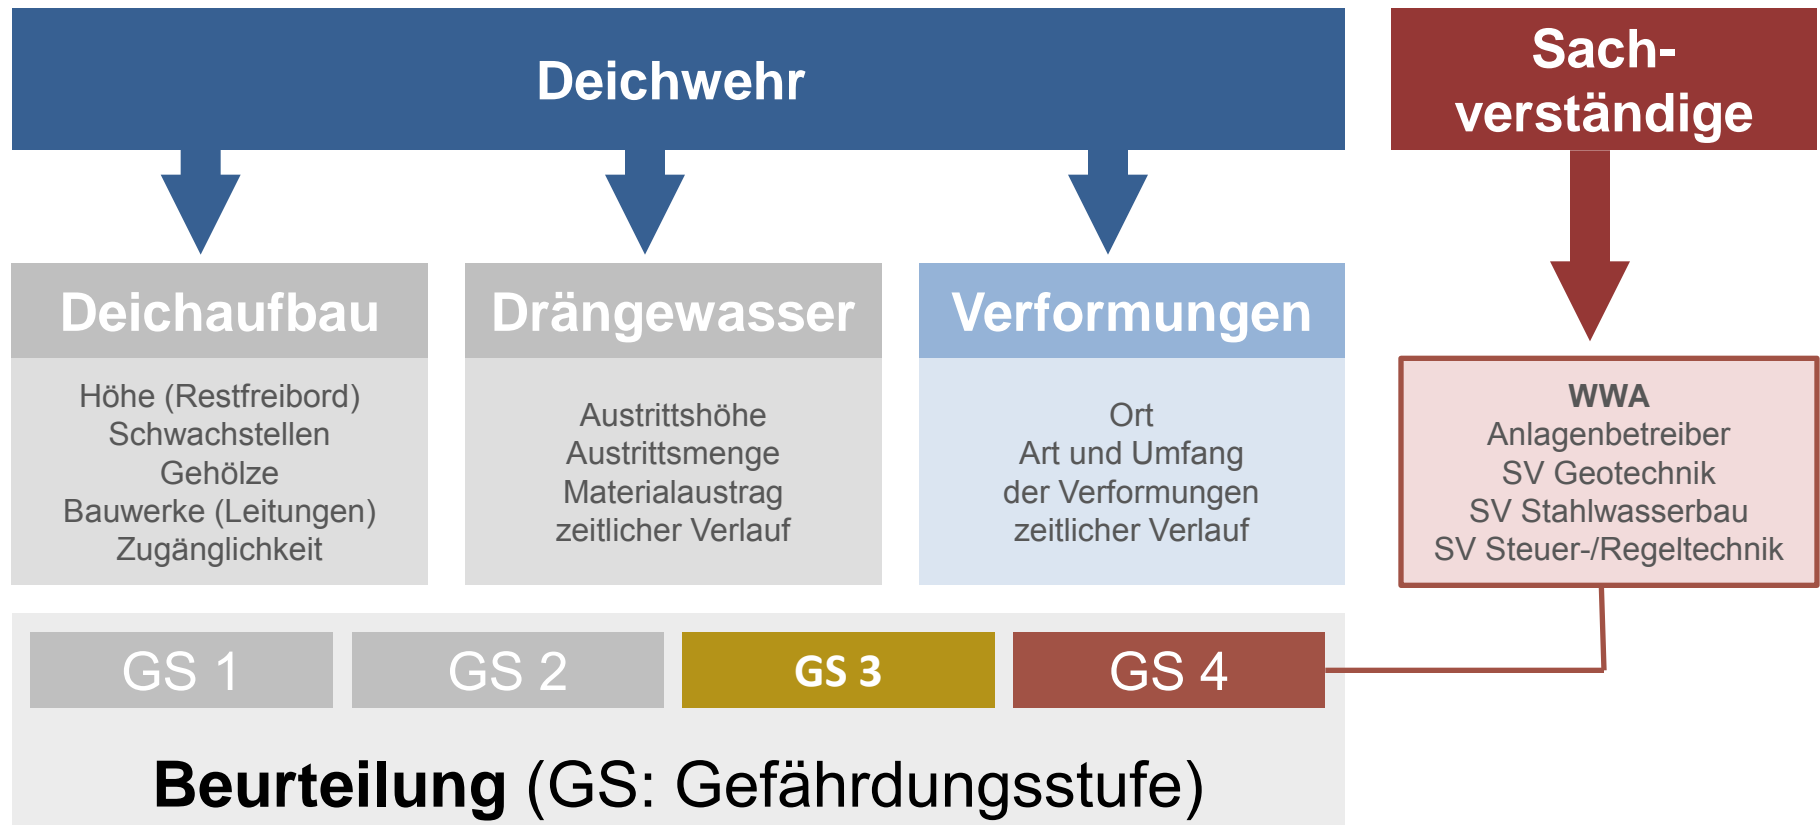 Deichwehr
Sach-
verständige
Deichaufbau
Höhe (Restfreibord)
Schwachstellen
Gehölze
Bauwerke (Leitungen)
Zugänglichkeit
Drängewasser
Austrittshöhe
Austrittsmenge
Materialaustrag
zeitlicher Verlauf
Verformungen
Ort
Art und Umfang
der Verformungen
zeitlicher Verlauf
WWA
Anlagenbetreiber
SV Geotechnik
SV Stahlwasserbau
SV Steuer-/Regeltechnik
GS 1
GS 2
GS 3
GS 4
Beurteilung (GS: Gefährdungsstufe)